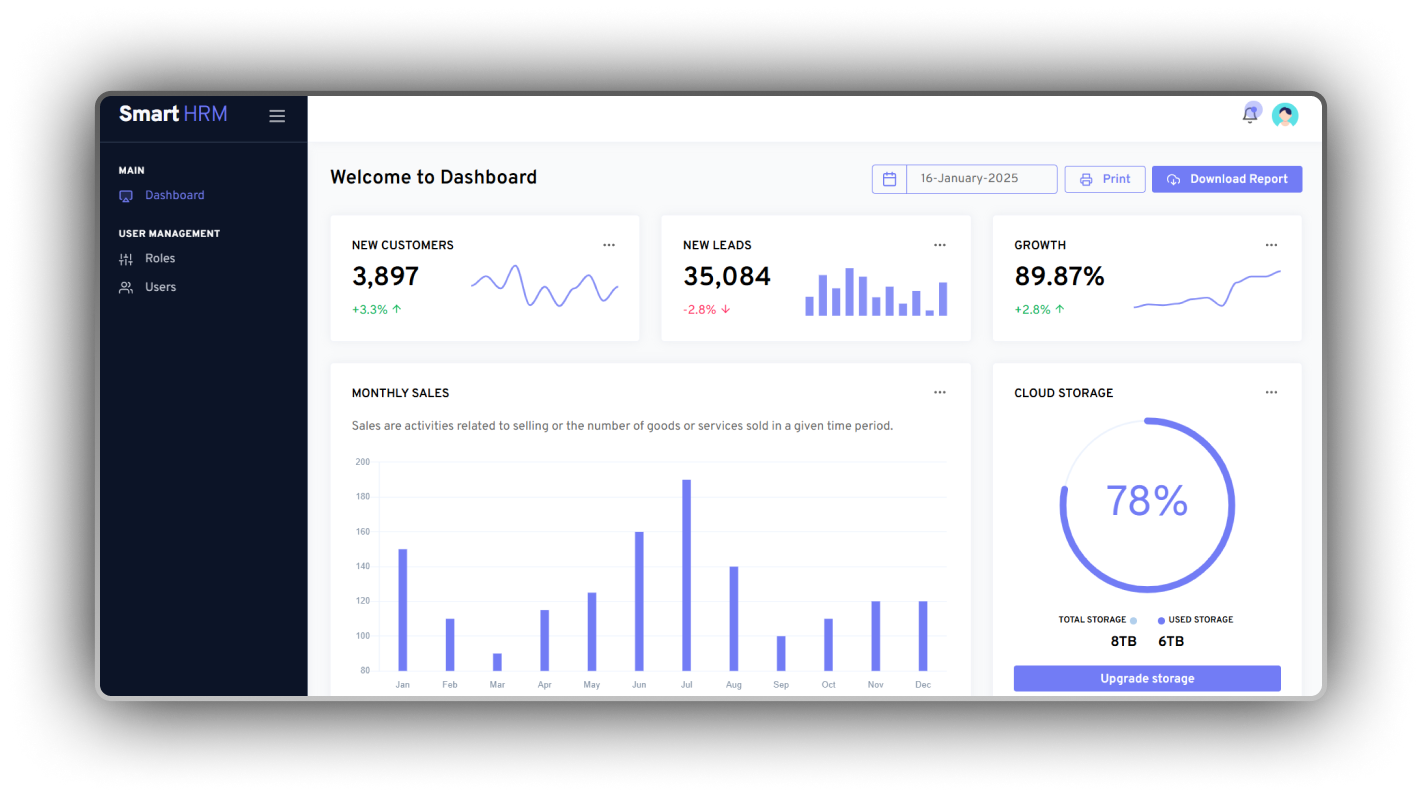 Smart HRM
MAIN
Dashboard
USER MANAGEMENT
Roles
Users
Welcome to Dashboard
16-January-2025
Print
Download Report
NEW CUSTOMERS
3,897
+3.3%
NEW LEADS
35,084
-2.8%
GROWTH
89.87%
+2.8%
MONTHLY SALES
Sales are activities related to selling or the number of goods or services sold in a given time period.
200
180
160
140
120
100
80
Jan Feb Mar Apr May Jun Jul Aug Sep Oct Nov Dec
CLOUD STORAGE
78%
TOTAL STORAGE USED STORAGE
8TB 6TB
Upgrade storage